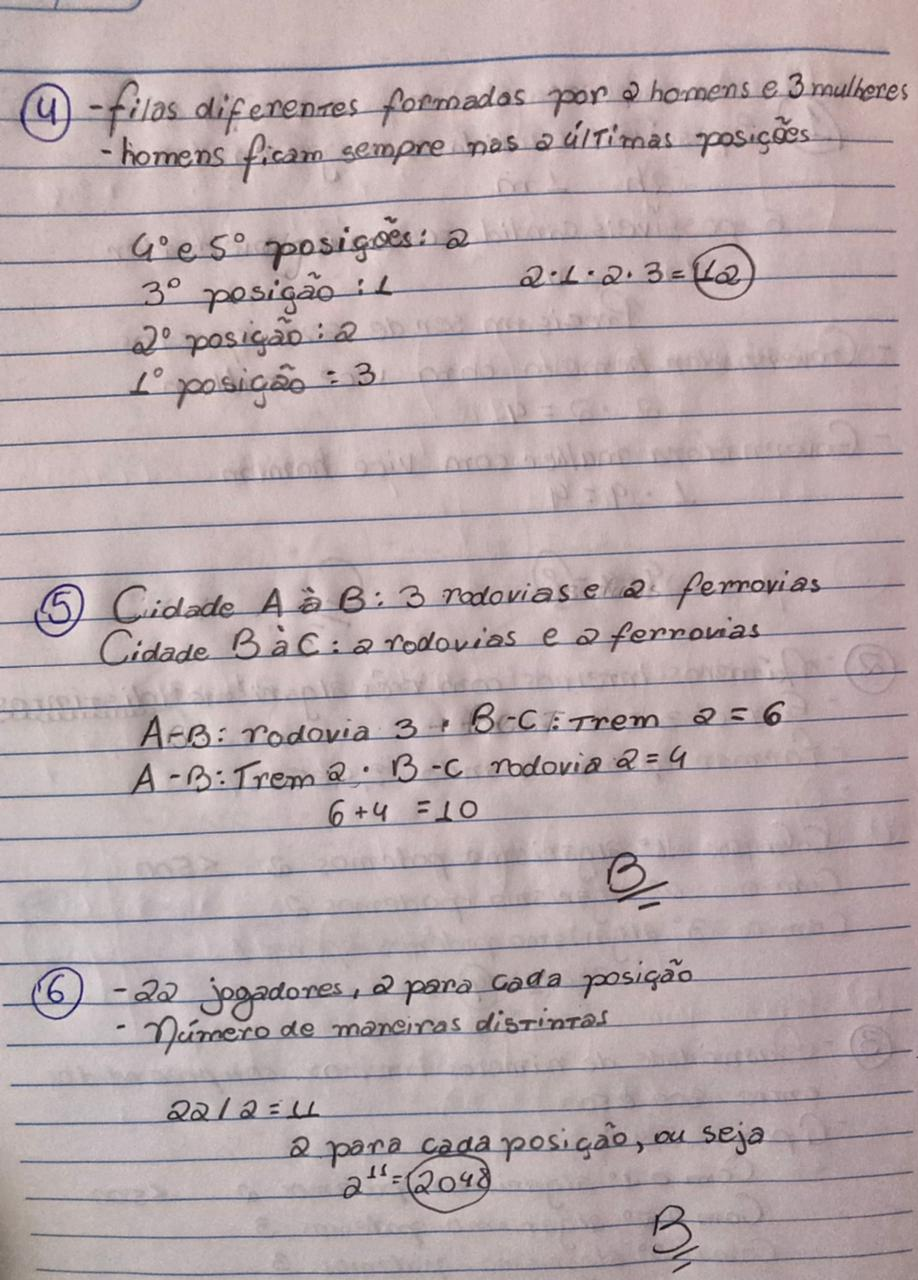 4 - filas diferentes formadas por 2 homens e 3 mulheres
- homens ficam sempre nas 2 últimas posições
4° e 5° posições: 2
3° posição : 1
2·1·2·3 = 12
2° posição : 2
1° posição = 3
5 Cidade A à B: 3 rodovias e 2 ferrovias
Cidade B à C: 2 rodovias e 2 ferrovias
A-B: rodovia 3 · B-C: Trem 2 = 6
A-B: Trem 2 · B-C rodovia 2 = 4
6+4 = 10
B
6 - 22 jogadores, 2 para cada posição
- Número de maneiras distintas
22/2 = 11
2 para cada posição, ou seja
2¹¹ = 2048
B